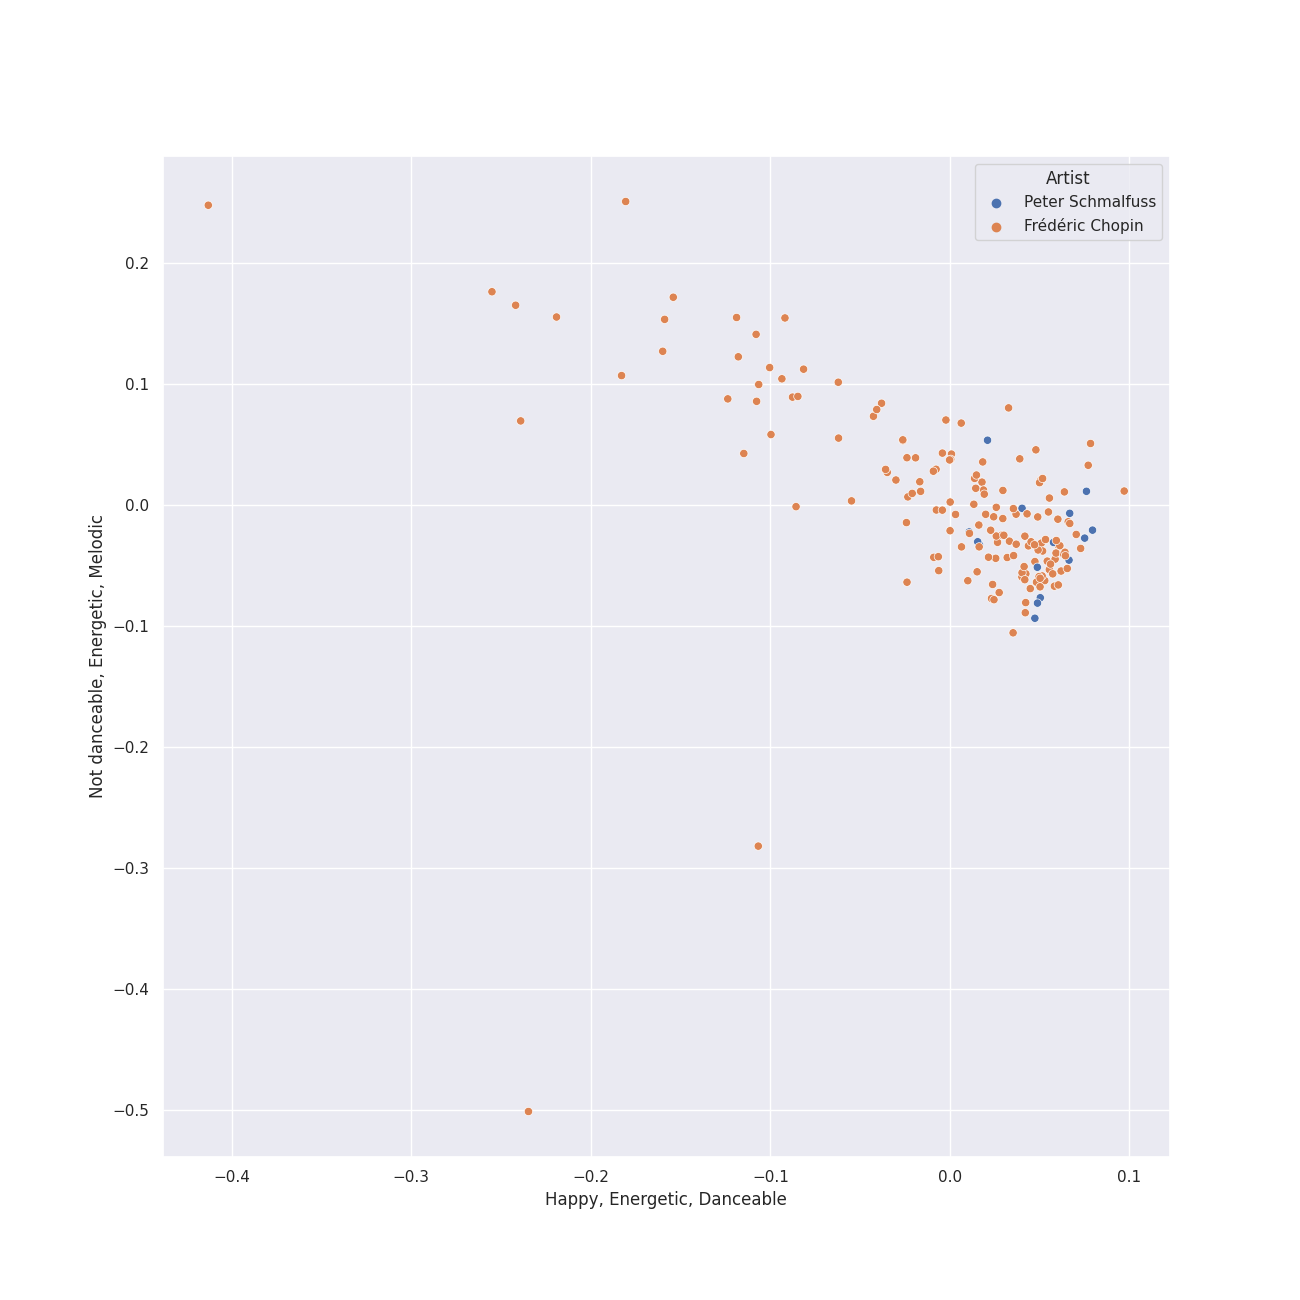 Artist
Peter Schmalfuss
Frédéric Chopin
0.2
0.1
0.0
−0.1
−0.2
−0.3
−0.4
−0.5
Not danceable, Energetic, Melodic
−0.4 −0.3 −0.2 −0.1 0.0 0.1
Happy, Energetic, Danceable